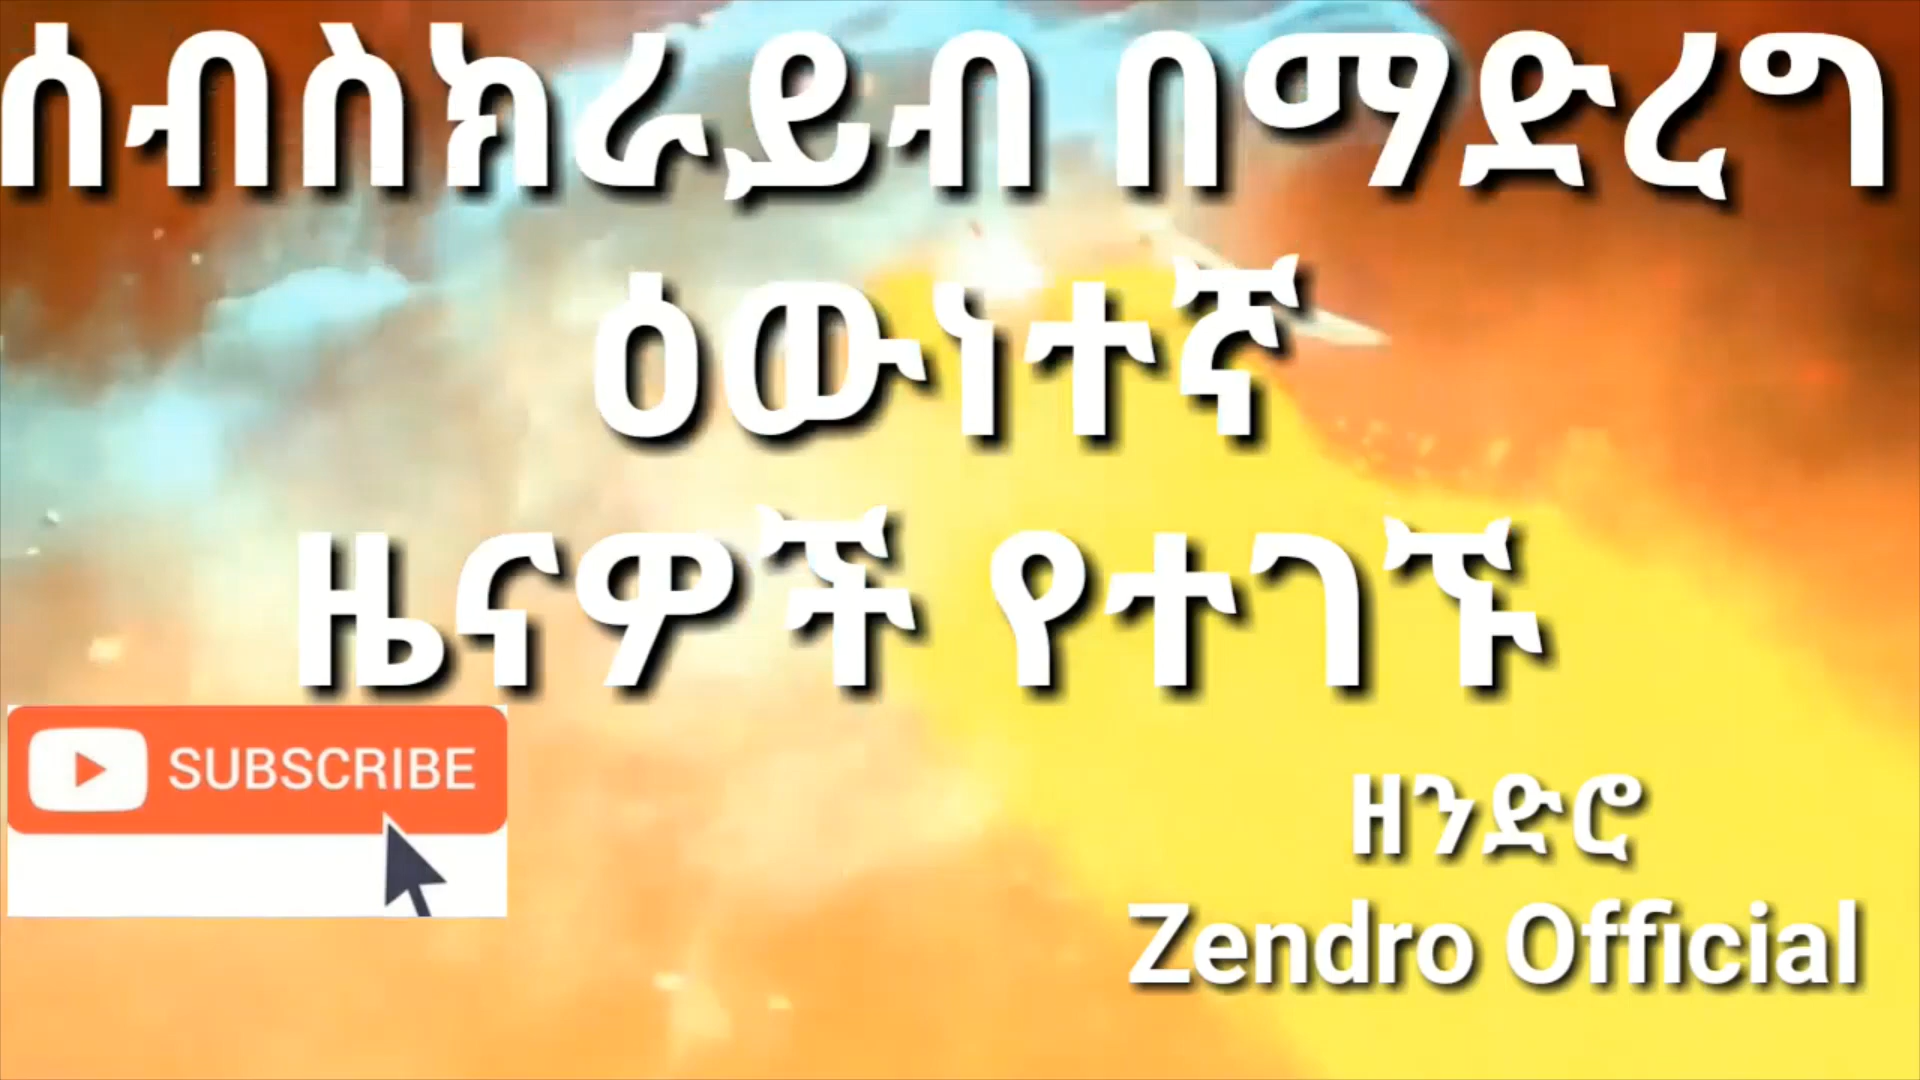 ሰብስክራይብ በማድረግ
ዕውነተኛ
ዜናዎች የተገኙ
SUBSCRIBE
ዘንድሮ
Zendro Official